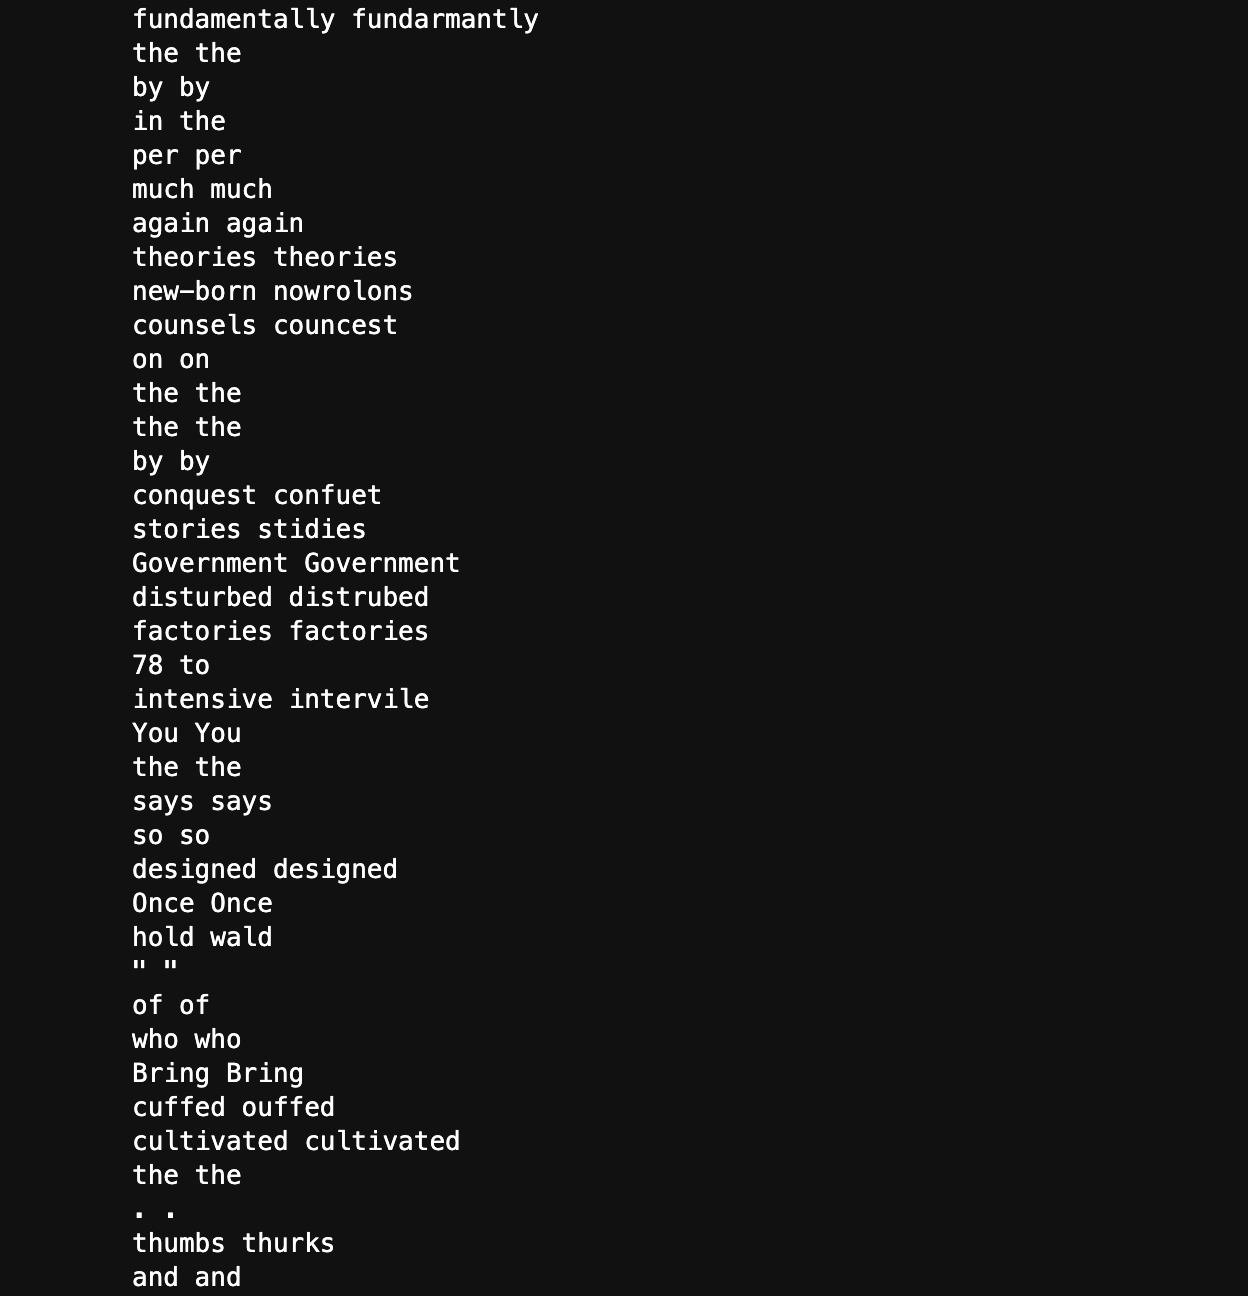 fundamentally fundarmantly
the the
by by
in the
per per
much much
again again
theories theories
new-born nowrolons
counsels councest
on on
the the
the the
by by
conquest confuet
stories stidies
Government Government
disturbed distrubed
factories factories
78 to
intensive intervile
You You
the the
says says
so so
designed designed
Once Once
hold wald
" "
of of
who who
Bring Bring
cuffed ouffed
cultivated cultivated
the the
. .
thumbs thurks
and and